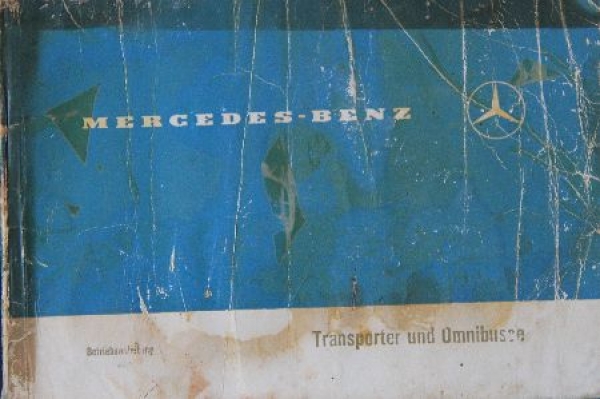 MERCEDES-BENZ
Betriebsanleitung
Transporter und Omnibusse